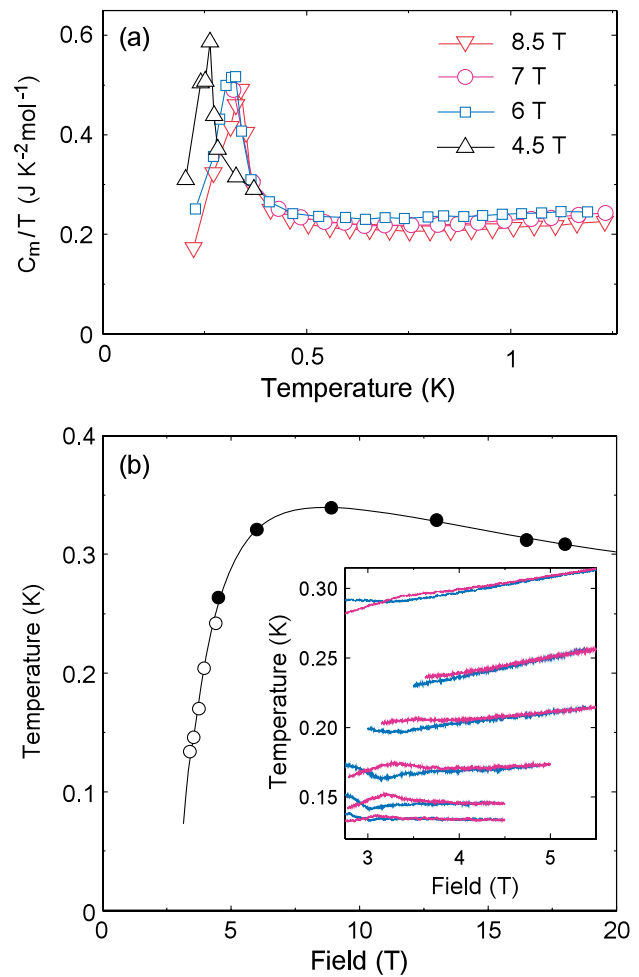 (a)
8.5 T
7 T
6 T
4.5 T
0.6
0.4
0.2
0
C_m/T (J K⁻²mol⁻¹)
0
0.5
1
Temperature (K)
(b)
0.4
0.3
0.2
0.1
0
Temperature (K)
0.30
0.25
0.20
0.15
Temperature (K)
3
4
5
Field (T)
0
5
10
15
20
Field (T)